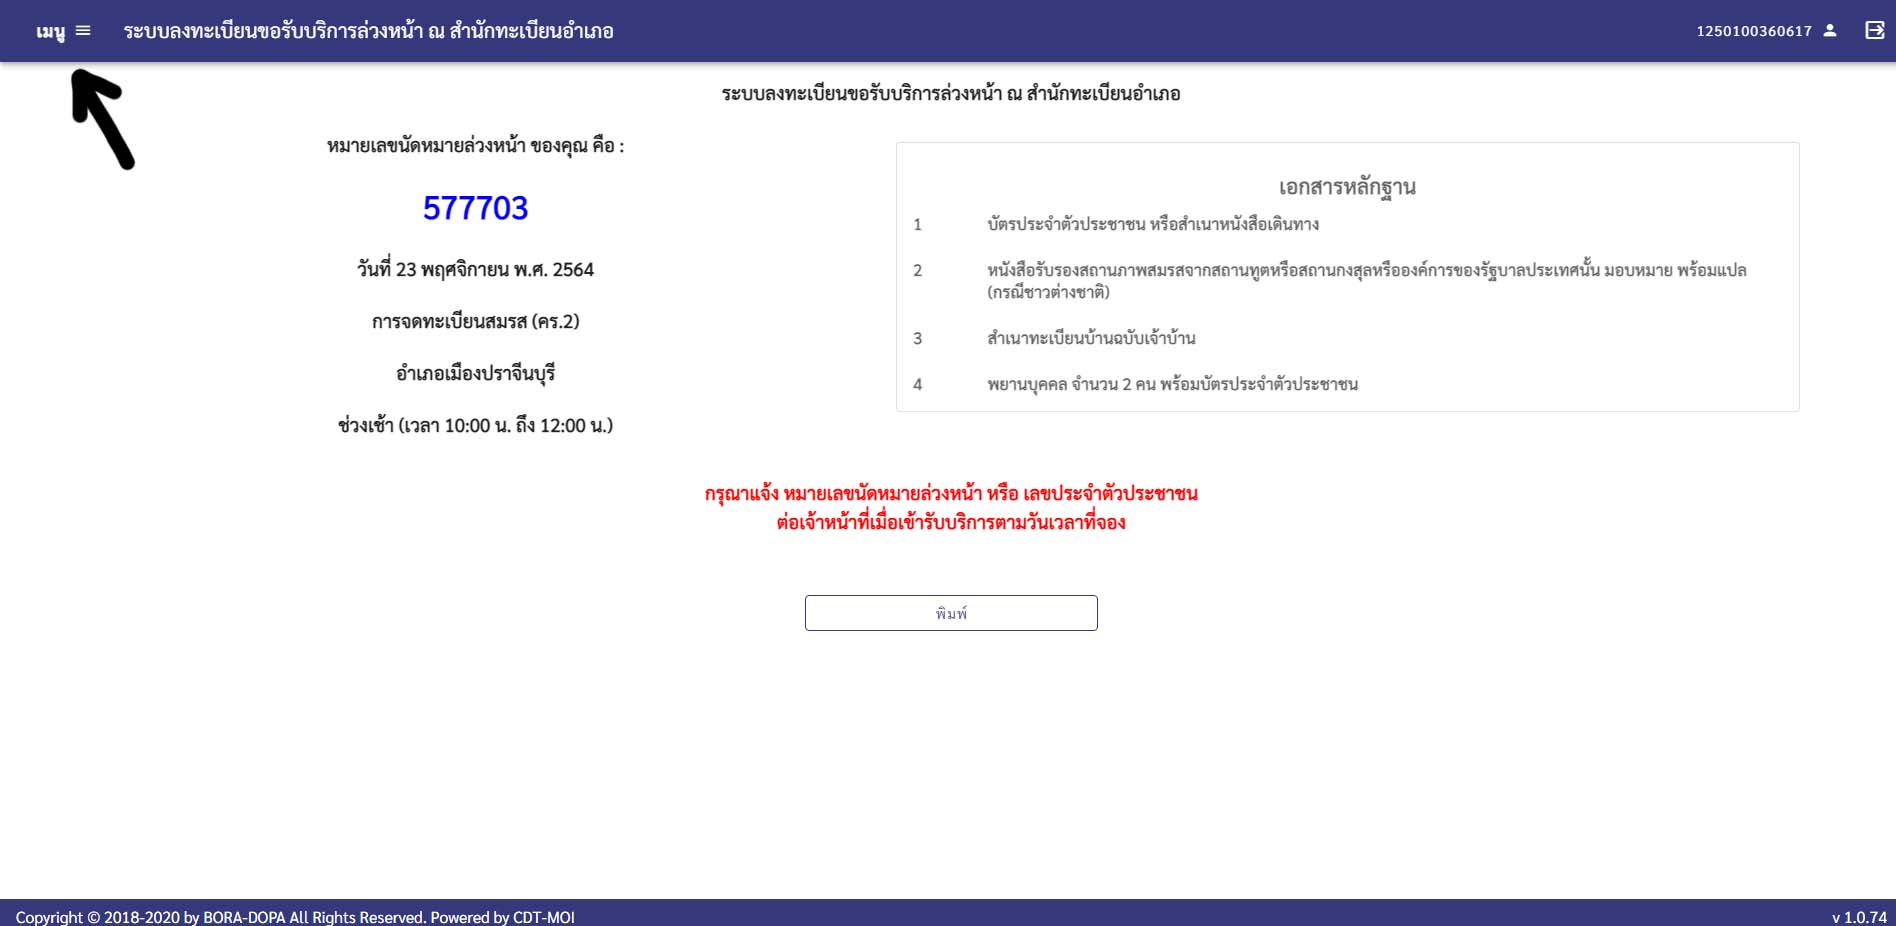 เมนู
ระบบลงทะเบียนขอรับบริการล่วงหน้า ณ สำนักทะเบียนอำเภอ
1250100360617
ระบบลงทะเบียนขอรับบริการล่วงหน้า ณ สำนักทะเบียนอำเภอ
หมายเลขนัดหมายล่วงหน้า ของคุณ คือ :
577703
วันที่ 23 พฤศจิกายน พ.ศ. 2564
การจดทะเบียนสมรส (คร.2)
อำเภอเมืองปราจีนบุรี
ช่วงเช้า (เวลา 10:00 น. ถึง 12:00 น.)
เอกสารหลักฐาน
1 บัตรประจำตัวประชาชน หรือสำเนาหนังสือเดินทาง
2 หนังสือรับรองสถานภาพสมรสจากสถานทูตหรือสถานกงสุลหรือองค์การของรัฐบาลประเทศนั้น มอบหมาย พร้อมแปล
(กรณีชาวต่างชาติ)
3 สำเนาทะเบียนบ้านฉบับเจ้าบ้าน
4 พยานบุคคล จำนวน 2 คน พร้อมบัตรประจำตัวประชาชน
กรุณาแจ้ง หมายเลขนัดหมายล่วงหน้า หรือ เลขประจำตัวประชาชน
ต่อเจ้าหน้าที่เมื่อเข้ารับบริการตามวันเวลาที่จอง
พิมพ์
Copyright © 2018-2020 by BORA-DOPA All Rights Reserved. Powered by CDT-MOI
v 1.0.74